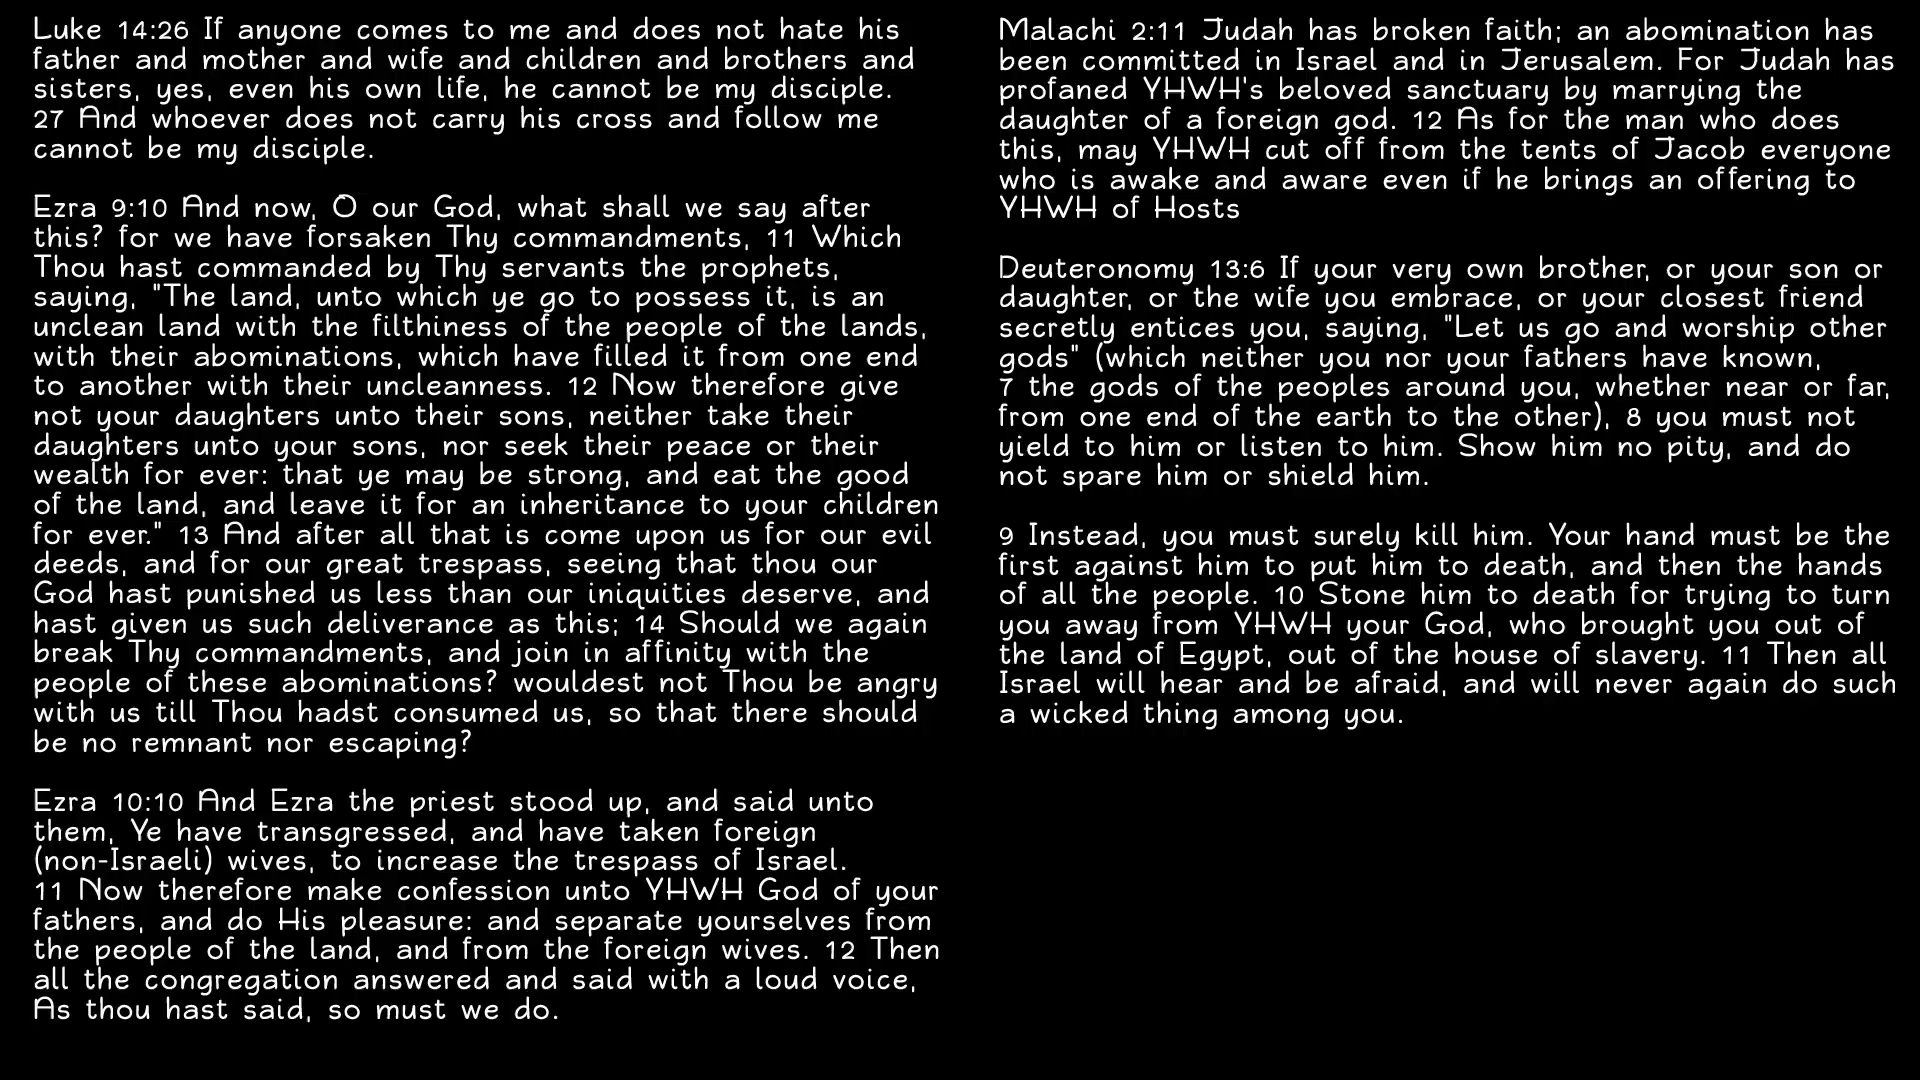 Luke 14:26 If anyone comes to me and does not hate his
father and mother and wife and children and brothers and
sisters, yes, even his own life, he cannot be my disciple.
27 And whoever does not carry his cross and follow me
cannot be my disciple.
Ezra 9:10 And now, O our God, what shall we say after
this? for we have forsaken Thy commandments, 11 Which
Thou hast commanded by Thy servants the prophets,
saying, "The land, unto which ye go to possess it, is an
unclean land with the filthiness of the people of the lands,
with their abominations, which have filled it from one end
to another with their uncleanness. 12 Now therefore give
not your daughters unto their sons, neither take their
daughters unto your sons, nor seek their peace or their
wealth for ever: that ye may be strong, and eat the good
of the land, and leave it for an inheritance to your children
for ever." 13 And after all that is come upon us for our evil
deeds, and for our great trespass, seeing that thou our
God hast punished us less than our iniquities deserve, and
hast given us such deliverance as this; 14 Should we again
break Thy commandments, and join in affinity with the
people of these abominations? wouldest not Thou be angry
with us till Thou hadst consumed us, so that there should
be no remnant nor escaping?
Ezra 10:10 And Ezra the priest stood up, and said unto
them, Ye have transgressed, and have taken foreign
(non-Israeli) wives, to increase the trespass of Israel.
11 Now therefore make confession unto YHWH God of your
fathers, and do His pleasure: and separate yourselves from
the people of the land, and from the foreign wives. 12 Then
all the congregation answered and said with a loud voice,
As thou hast said, so must we do.
Malachi 2:11 Judah has broken faith; an abomination has
been committed in Israel and in Jerusalem. For Judah has
profaned YHWH's beloved sanctuary by marrying the
daughter of a foreign god. 12 As for the man who does
this, may YHWH cut off from the tents of Jacob everyone
who is awake and aware even if he brings an offering to
YHWH of Hosts
Deuteronomy 13:6 If your very own brother, or your son or
daughter, or the wife you embrace, or your closest friend
secretly entices you, saying, "Let us go and worship other
gods" (which neither you nor your fathers have known,
7 the gods of the peoples around you, whether near or far,
from one end of the earth to the other), 8 you must not
yield to him or listen to him. Show him no pity, and do
not spare him or shield him.
9 Instead, you must surely kill him. Your hand must be the
first against him to put him to death, and then the hands
of all the people. 10 Stone him to death for trying to turn
you away from YHWH your God, who brought you out of
the land of Egypt, out of the house of slavery. 11 Then all
Israel will hear and be afraid, and will never again do such
a wicked thing among you.